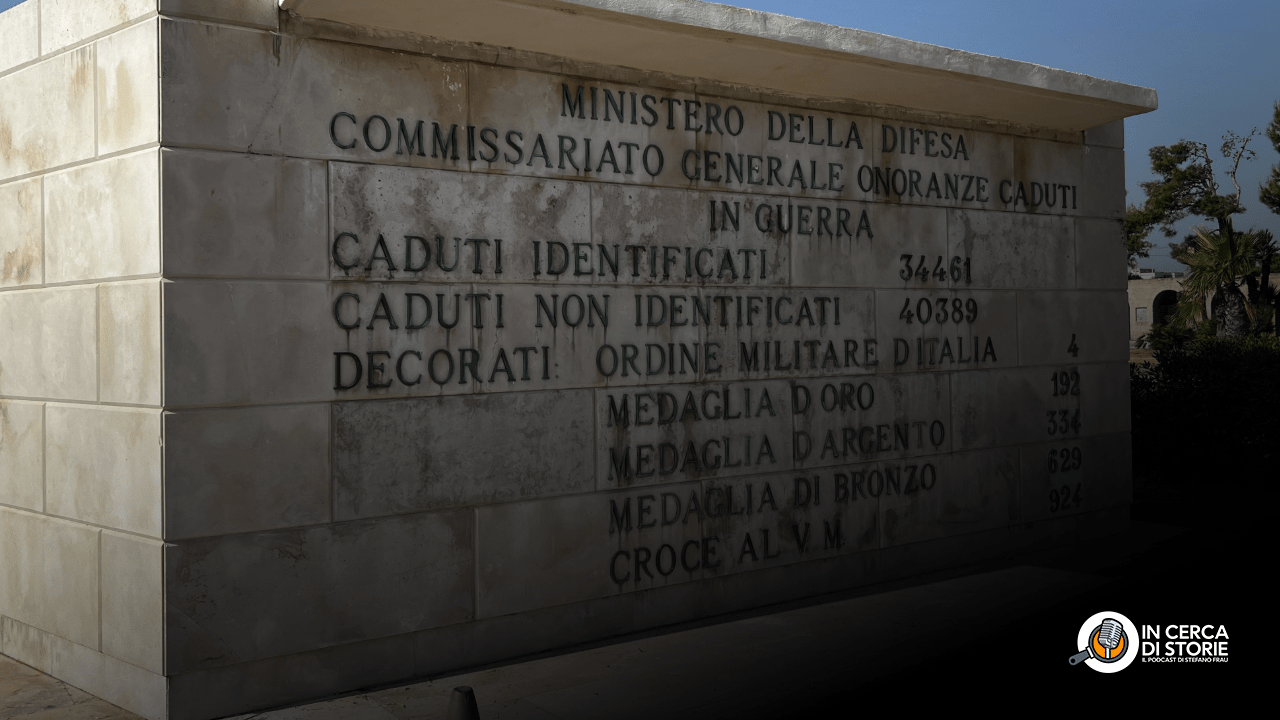 MINISTERO DELLA DIFESA
COMMISSARIATO GENERALE ONORANZE CADUTI
IN GUERRA
CADUTI IDENTIFICATI 34461
CADUTI NON IDENTIFICATI 40389
DECORATI: ORDINE MILITARE D ITALIA 4
MEDAGLIA D ORO 192
MEDAGLIA D ARGENTO 334
MEDAGLIA DI BRONZO 629
CROCE AL V M 924
IN CERCA
DI STORIE
IL PODCAST DI STEFANO FRAU